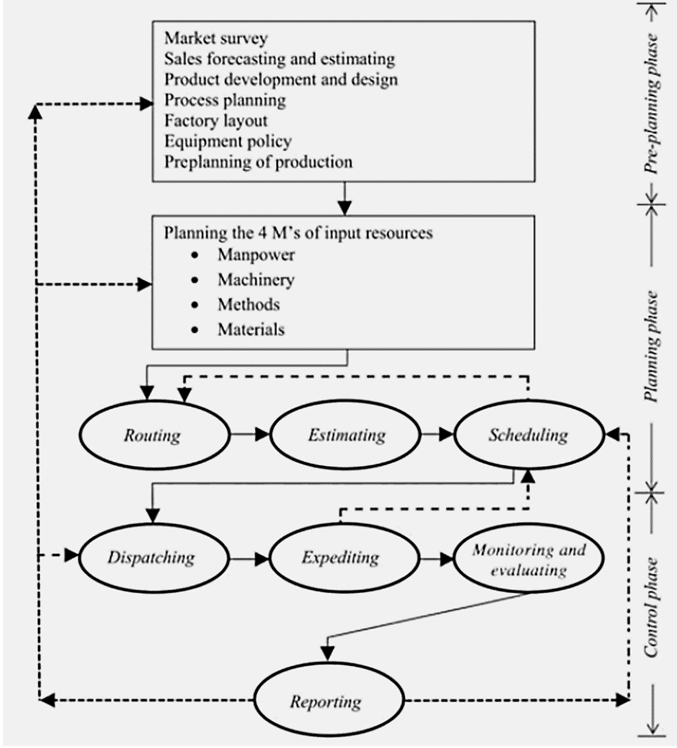 Market survey
Sales forecasting and estimating
Product development and design
Process planning
Factory layout
Equipment policy
Preplanning of production
Pre-planning phase
Planning the 4 M's of input resources
• Manpower
• Machinery
• Methods
• Materials
Planning phase
Routing
Estimating
Scheduling
Dispatching
Expediting
Monitoring and
evaluating
Control phase
Reporting